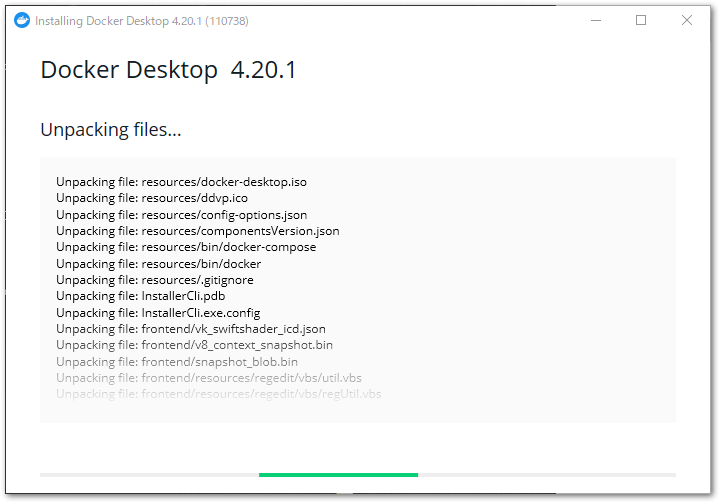 Installing Docker Desktop 4.20.1 (110738)
Docker Desktop 4.20.1
Unpacking files...
Unpacking file: resources/docker-desktop.iso
Unpacking file: resources/ddvp.ico
Unpacking file: resources/config-options.json
Unpacking file: resources/componentsVersion.json
Unpacking file: resources/bin/docker-compose
Unpacking file: resources/bin/docker
Unpacking file: resources/.gitignore
Unpacking file: InstallerCli.pdb
Unpacking file: InstallerCli.exe.config
Unpacking file: frontend/vk_swiftshader_icd.json
Unpacking file: frontend/v8_context_snapshot.bin
Unpacking file: frontend/snapshot_blob.bin
Unpacking file: frontend/resources/regedit/vbs/util.vbs
Unpacking file: frontend/resources/regedit/vbs/regUtil.vbs